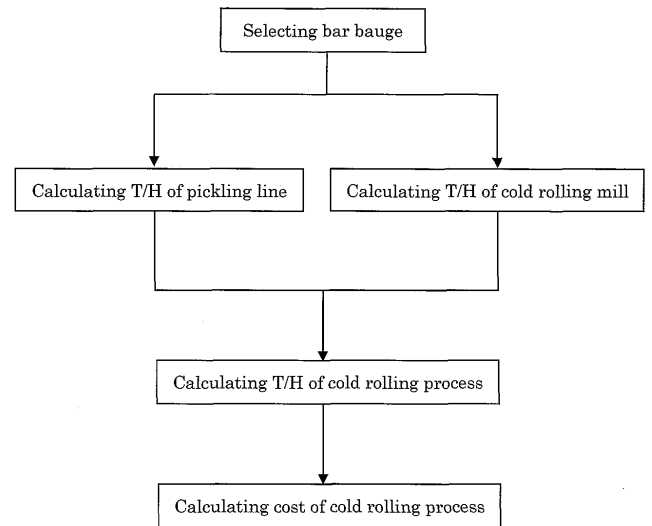 Selecting bar bauge
Calculating T/H of pickling line
Calculating T/H of cold rolling mill
Calculating T/H of cold rolling process
Calculating cost of cold rolling process